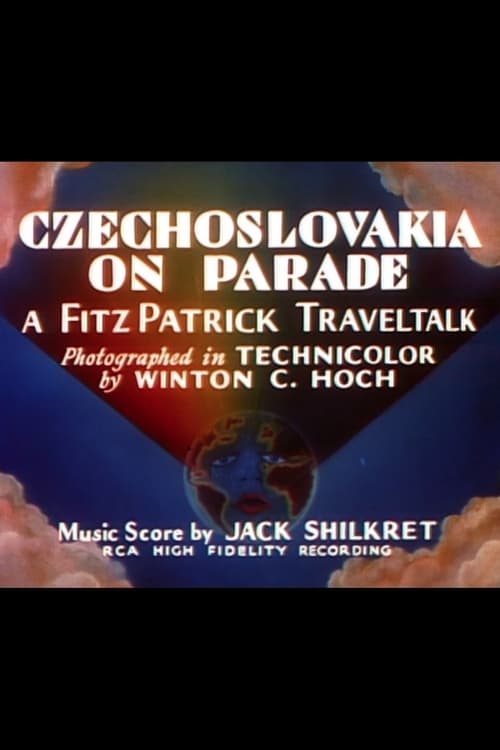 CZECHOSLOVAKIA
ON PARADE
A FITZPATRICK TRAVELTALK
Photographed in TECHNICOLOR
by WINTON C. HOCH
Music Score by JACK SHILKRET
RCA HIGH FIDELITY RECORDING